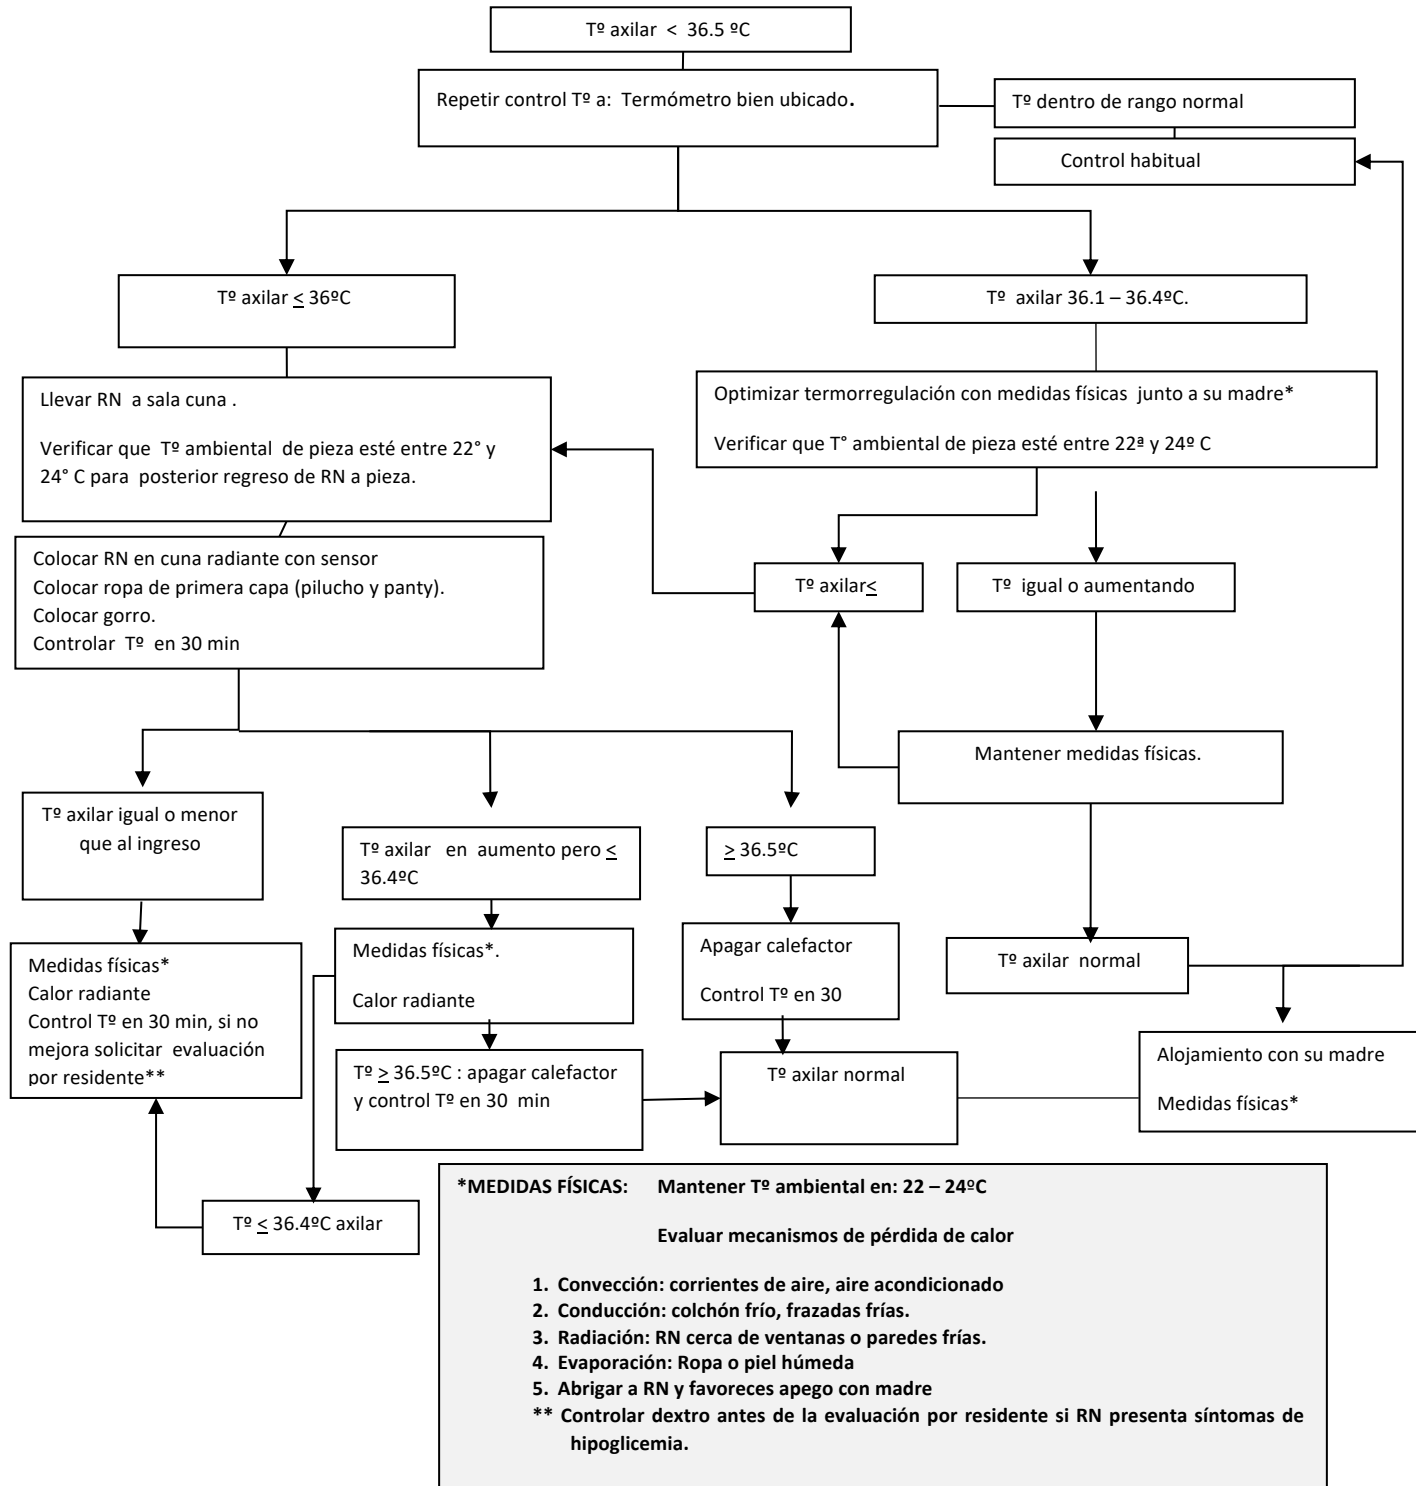 Tº axilar < 36.5 ºC
Repetir control Tº a: Termómetro bien ubicado.
Tº dentro de rango normal
Control habitual
Tº axilar ≤ 36ºC
Tº axilar 36.1 – 36.4ºC.
Llevar RN a sala cuna .
Verificar que Tº ambiental de pieza esté entre 22° y
24° C para posterior regreso de RN a pieza.
Optimizar termorregulación con medidas físicas junto a su madre*
Verificar que T° ambiental de pieza esté entre 22ª y 24º C
Colocar RN en cuna radiante con sensor
Colocar ropa de primera capa (pilucho y panty).
Colocar gorro.
Controlar Tº en 30 min
Tº axilar≤
Tº igual o aumentando
Mantener medidas físicas.
Tº axilar igual o menor
que al ingreso
Tº axilar en aumento pero ≤
36.4ºC
≥ 36.5ºC
Medidas físicas*
Calor radiante
Control Tº en 30 min, si no
mejora solicitar evaluación
por residente**
Medidas físicas*.
Calor radiante
Apagar calefactor
Control Tº en 30
Tº axilar normal
Tº ≥ 36.5ºC : apagar calefactor
y control Tº en 30 min
Tº axilar normal
Alojamiento con su madre
Medidas físicas*
Tº ≤ 36.4ºC axilar
*MEDIDAS FÍSICAS: Mantener Tº ambiental en: 22 – 24ºC
Evaluar mecanismos de pérdida de calor
1. Convección: corrientes de aire, aire acondicionado
2. Conducción: colchón frío, frazadas frías.
3. Radiación: RN cerca de ventanas o paredes frías.
4. Evaporación: Ropa o piel húmeda
5. Abrigar a RN y favoreces apego con madre
** Controlar dextro antes de la evaluación por residente si RN presenta síntomas de
hipoglicemia.